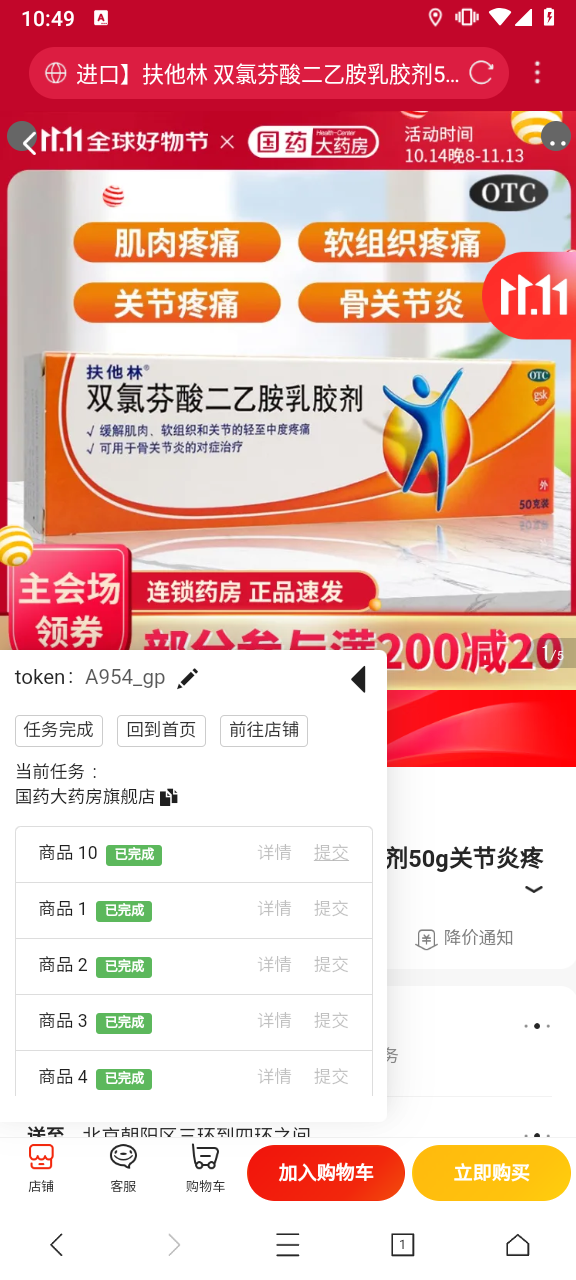 10:49
进口】扶他林 双氯芬酸二乙胺乳胶剂5...
11.11全球好物节 × 国药大药房 Health-Center
活动时间
10.14晚8-11.13
OTC
肌肉疼痛 软组织疼痛
关节疼痛 骨关节炎
11.11
扶他林®
双氯芬酸二乙胺乳胶剂
√ 缓解肌肉、软组织和关节的轻至中度疼痛
√ 可用于骨关节炎的对症治疗
OTC
gsk
外
50克装
主会场
领券
连锁药房 正品速发
部分参与满200减20
1/5
token: A954_gp
任务完成 回到首页 前往店铺
当前任务 :
国药大药房旗舰店
商品 10 已完成 详情 提交
商品 1 已完成 详情 提交
商品 2 已完成 详情 提交
商品 3 已完成 详情 提交
商品 4 已完成 详情 提交
剂50g关节炎疼
降价通知
务
送至 北京朝阳区三环到四环之间
店铺 客服 购物车 加入购物车 立即购买
1